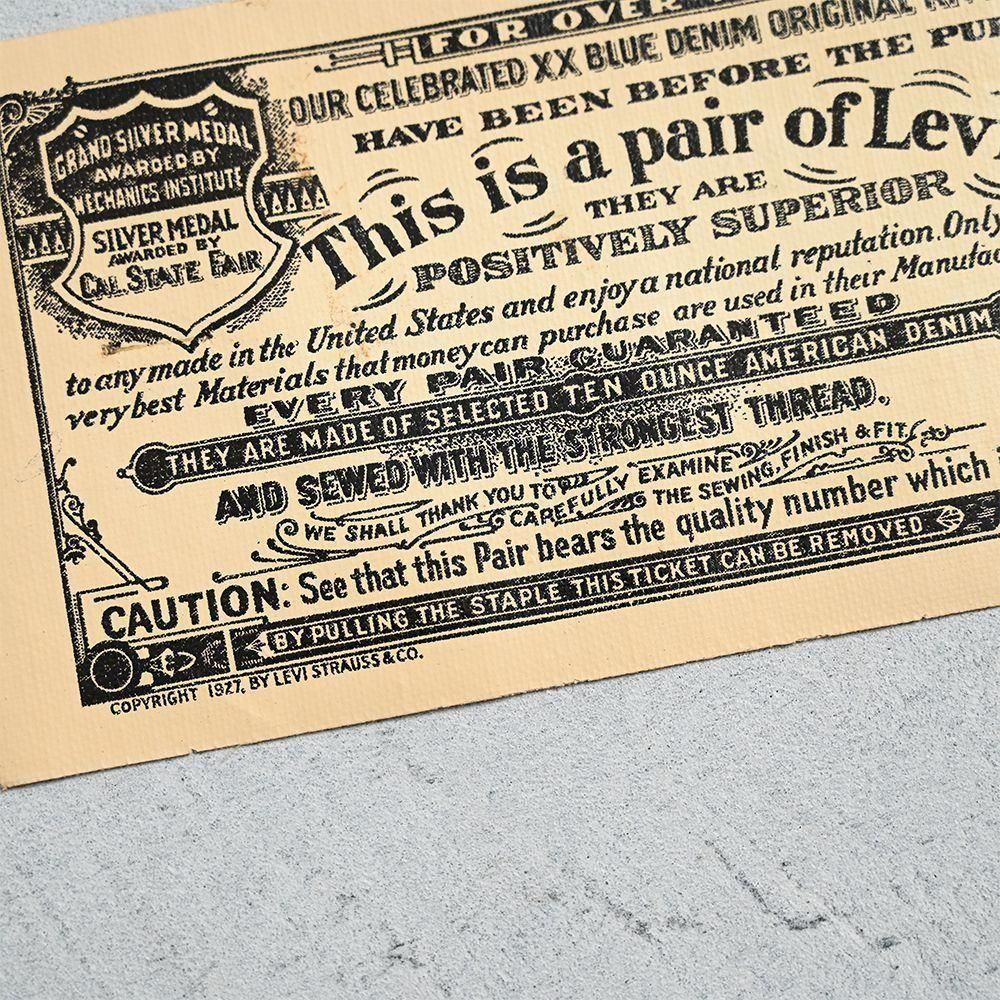 FOR OVER
OUR CELEBRATED XX BLUE DENIM ORIGINAL
HAVE BEEN BEFORE THE PU
This is a pair of Lev
THEY ARE
POSITIVELY SUPERIOR
to any made in the United States and enjoy a national reputation. Only
very best Materials that money can purchase are used in their Manufac
EVERY PAIR GUARANTEED
THEY ARE MADE OF SELECTED TEN OUNCE AMERICAN DENIM
AND SEWED WITH THE STRONGEST THREAD.
WE SHALL THANK YOU TO CAREFULLY EXAMINE THE SEWING, FINISH & FIT.
CAUTION: See that this Pair bears the quality number which
BY PULLING THE STAPLE THIS TICKET CAN BE REMOVED
COPYRIGHT 1927, BY LEVI STRAUSS & CO.
GRAND SILVER MEDAL
AWARDED BY
MECHANICS INSTITUTE
SILVER MEDAL
AWARDED BY
CAL. STATE FAIR